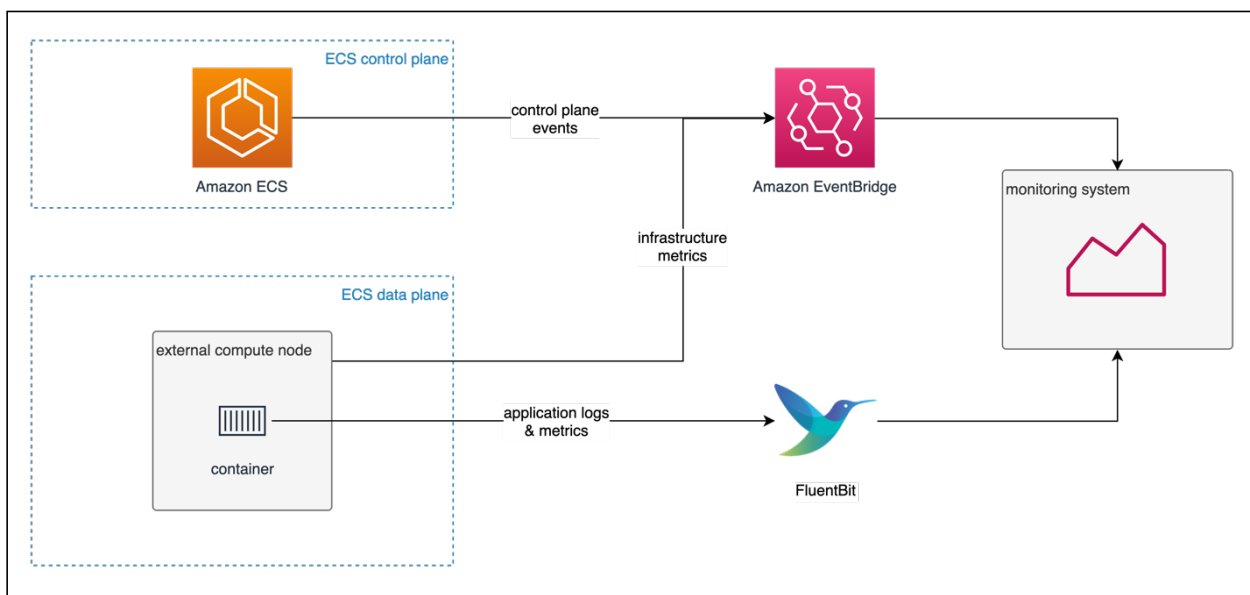 ECS control plane
Amazon ECS
control plane
events
Amazon EventBridge
monitoring system
infrastructure
metrics
ECS data plane
external compute node
container
application logs
& metrics
FluentBit